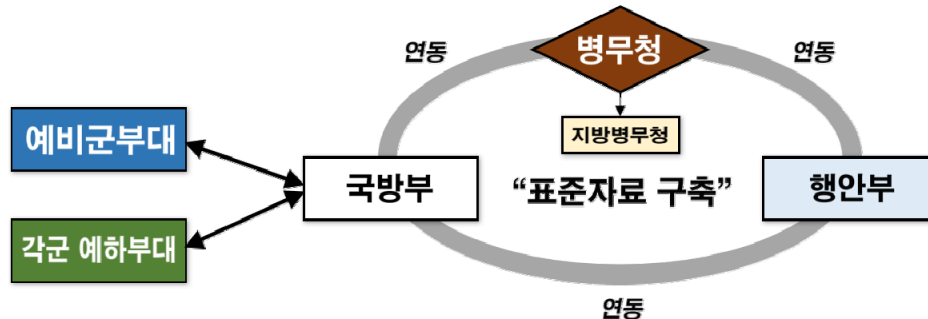 연동
병무청
연동
예비군부대
지방병무청
국방부
“표준자료 구축”
행안부
각군 예하부대
연동